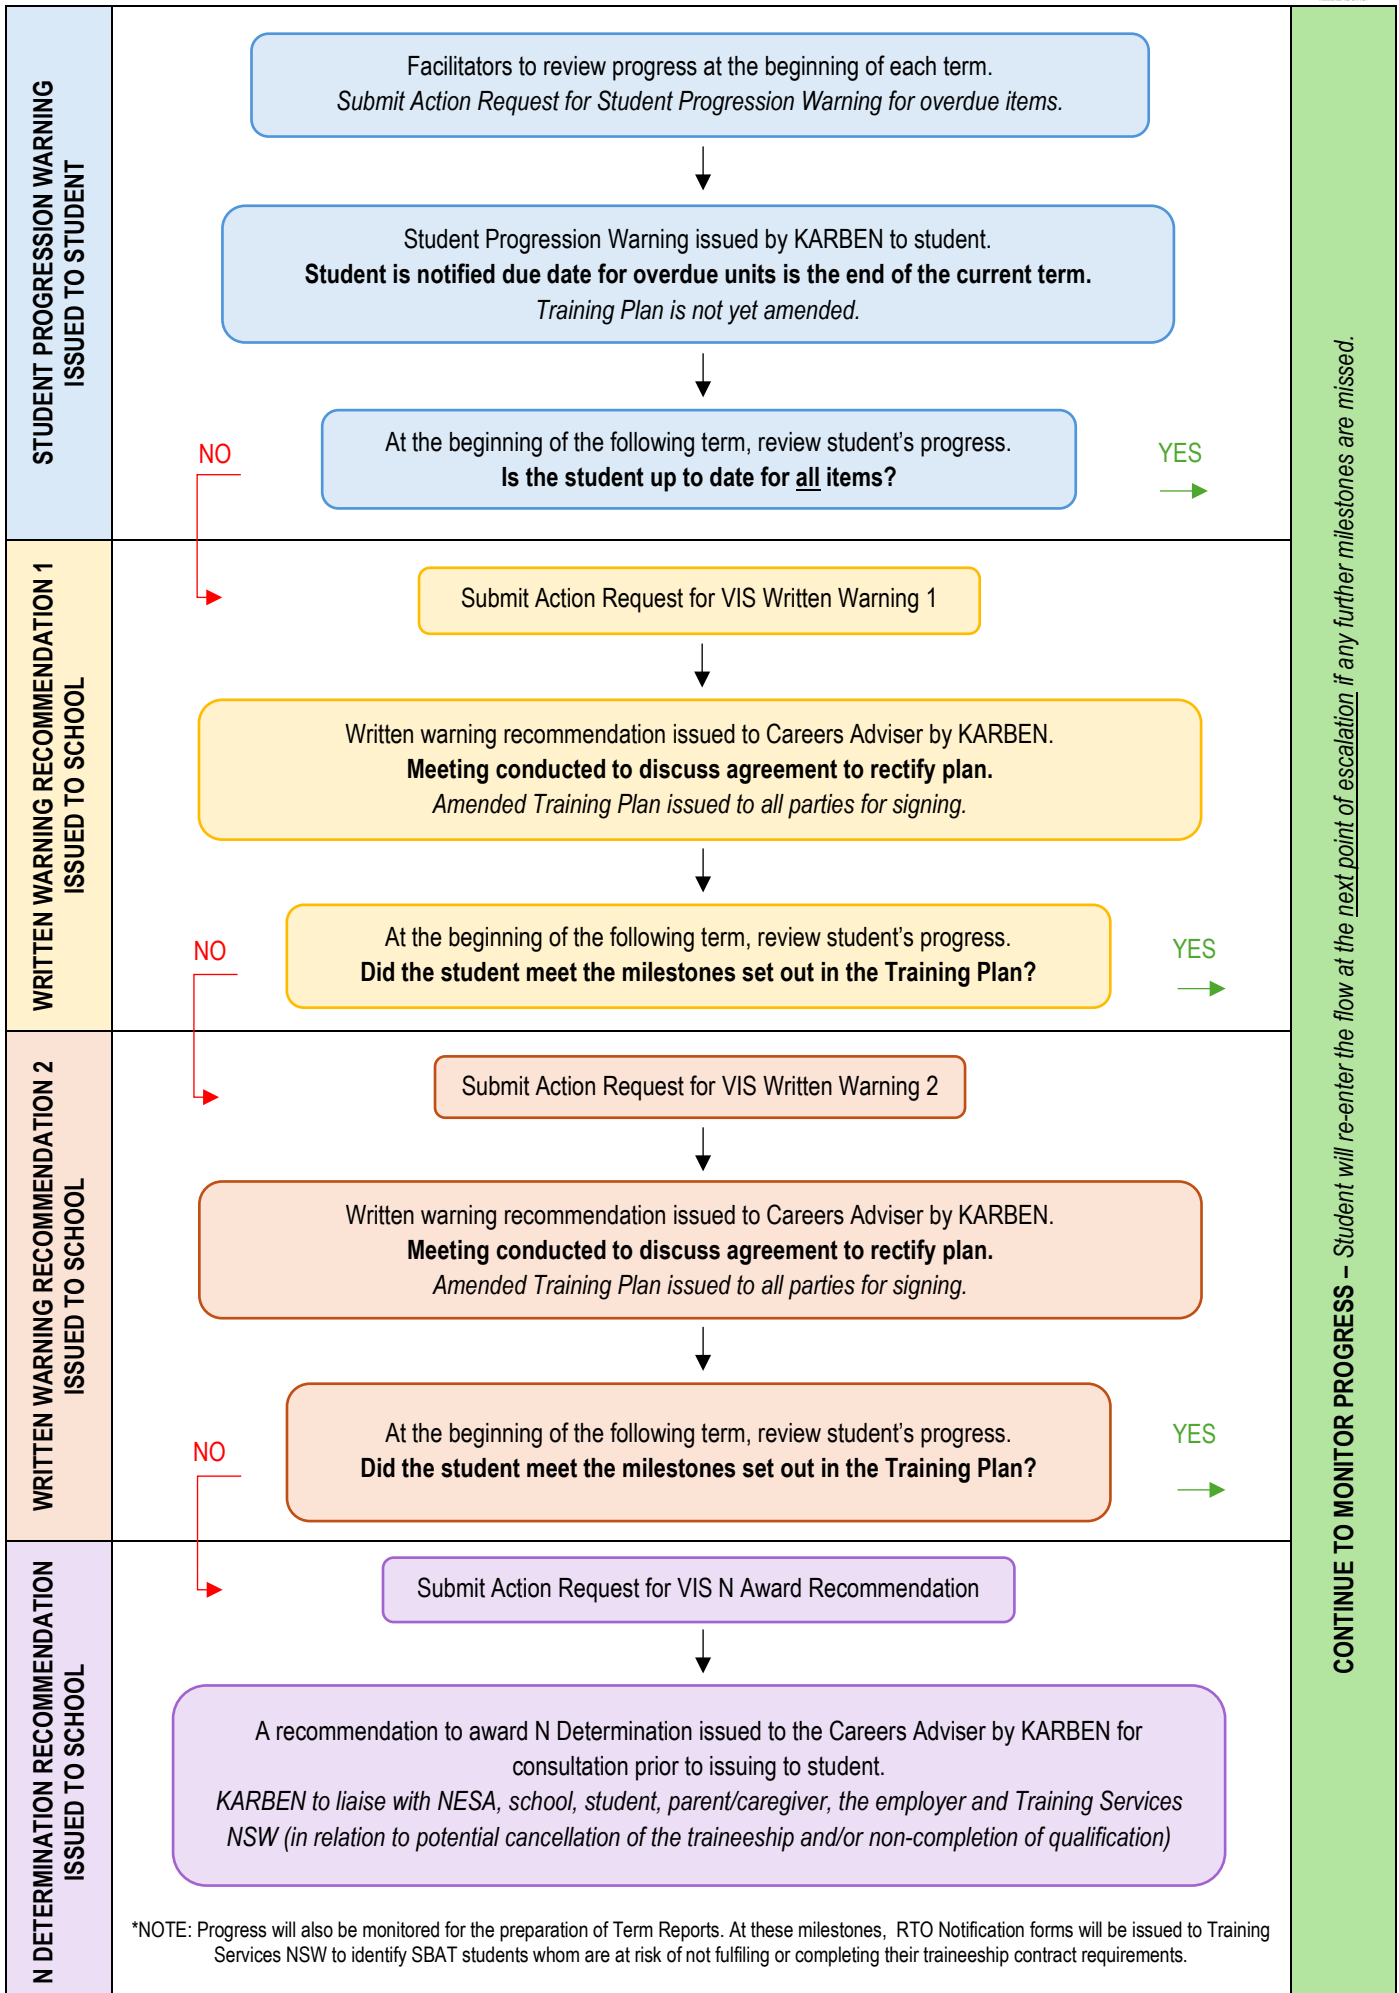 STUDENT PROGRESSION WARNING
ISSUED TO STUDENT
Facilitators to review progress at the beginning of each term.
Submit Action Request for Student Progression Warning for overdue items.
Student Progression Warning issued by KARBEN to student.
Student is notified due date for overdue units is the end of the current term.
Training Plan is not yet amended.
At the beginning of the following term, review student's progress.
Is the student up to date for all items?
NO
YES
WRITTEN WARNING RECOMMENDATION 1
ISSUED TO SCHOOL
Submit Action Request for VIS Written Warning 1
Written warning recommendation issued to Careers Adviser by KARBEN.
Meeting conducted to discuss agreement to rectify plan.
Amended Training Plan issued to all parties for signing.
At the beginning of the following term, review student's progress.
Did the student meet the milestones set out in the Training Plan?
NO
YES
WRITTEN WARNING RECOMMENDATION 2
ISSUED TO SCHOOL
Submit Action Request for VIS Written Warning 2
Written warning recommendation issued to Careers Adviser by KARBEN.
Meeting conducted to discuss agreement to rectify plan.
Amended Training Plan issued to all parties for signing.
At the beginning of the following term, review student's progress.
Did the student meet the milestones set out in the Training Plan?
NO
YES
N DETERMINATION RECOMMENDATION
ISSUED TO SCHOOL
Submit Action Request for VIS N Award Recommendation
A recommendation to award N Determination issued to the Careers Adviser by KARBEN for
consultation prior to issuing to student.
KARBEN to liaise with NESA, school, student, parent/caregiver, the employer and Training Services
NSW (in relation to potential cancellation of the traineeship and/or non-completion of qualification)
*NOTE: Progress will also be monitored for the preparation of Term Reports. At these milestones, RTO Notification forms will be issued to Training
Services NSW to identify SBAT students whom are at risk of not fulfiling or completing their traineeship contract requirements.
CONTINUE TO MONITOR PROGRESS – Student will re-enter the flow at the next point of escalation if any further milestones are missed.